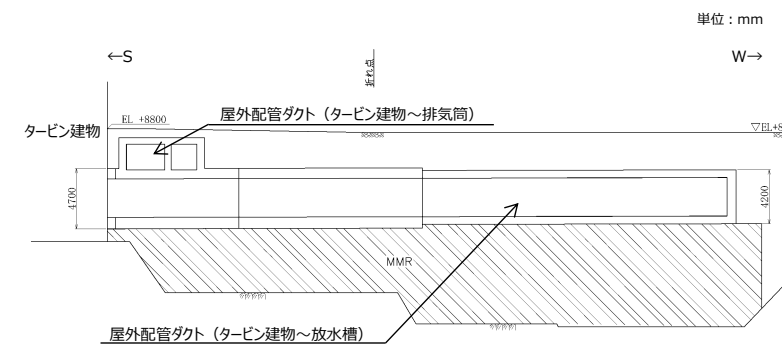 単位：mm
←S
W→
折れ点
EL +8800
屋外配管ダクト（タービン建物～排気筒）
タービン建物
▽EL+8
4700
4200
MMR
屋外配管ダクト（タービン建物～放水槽）